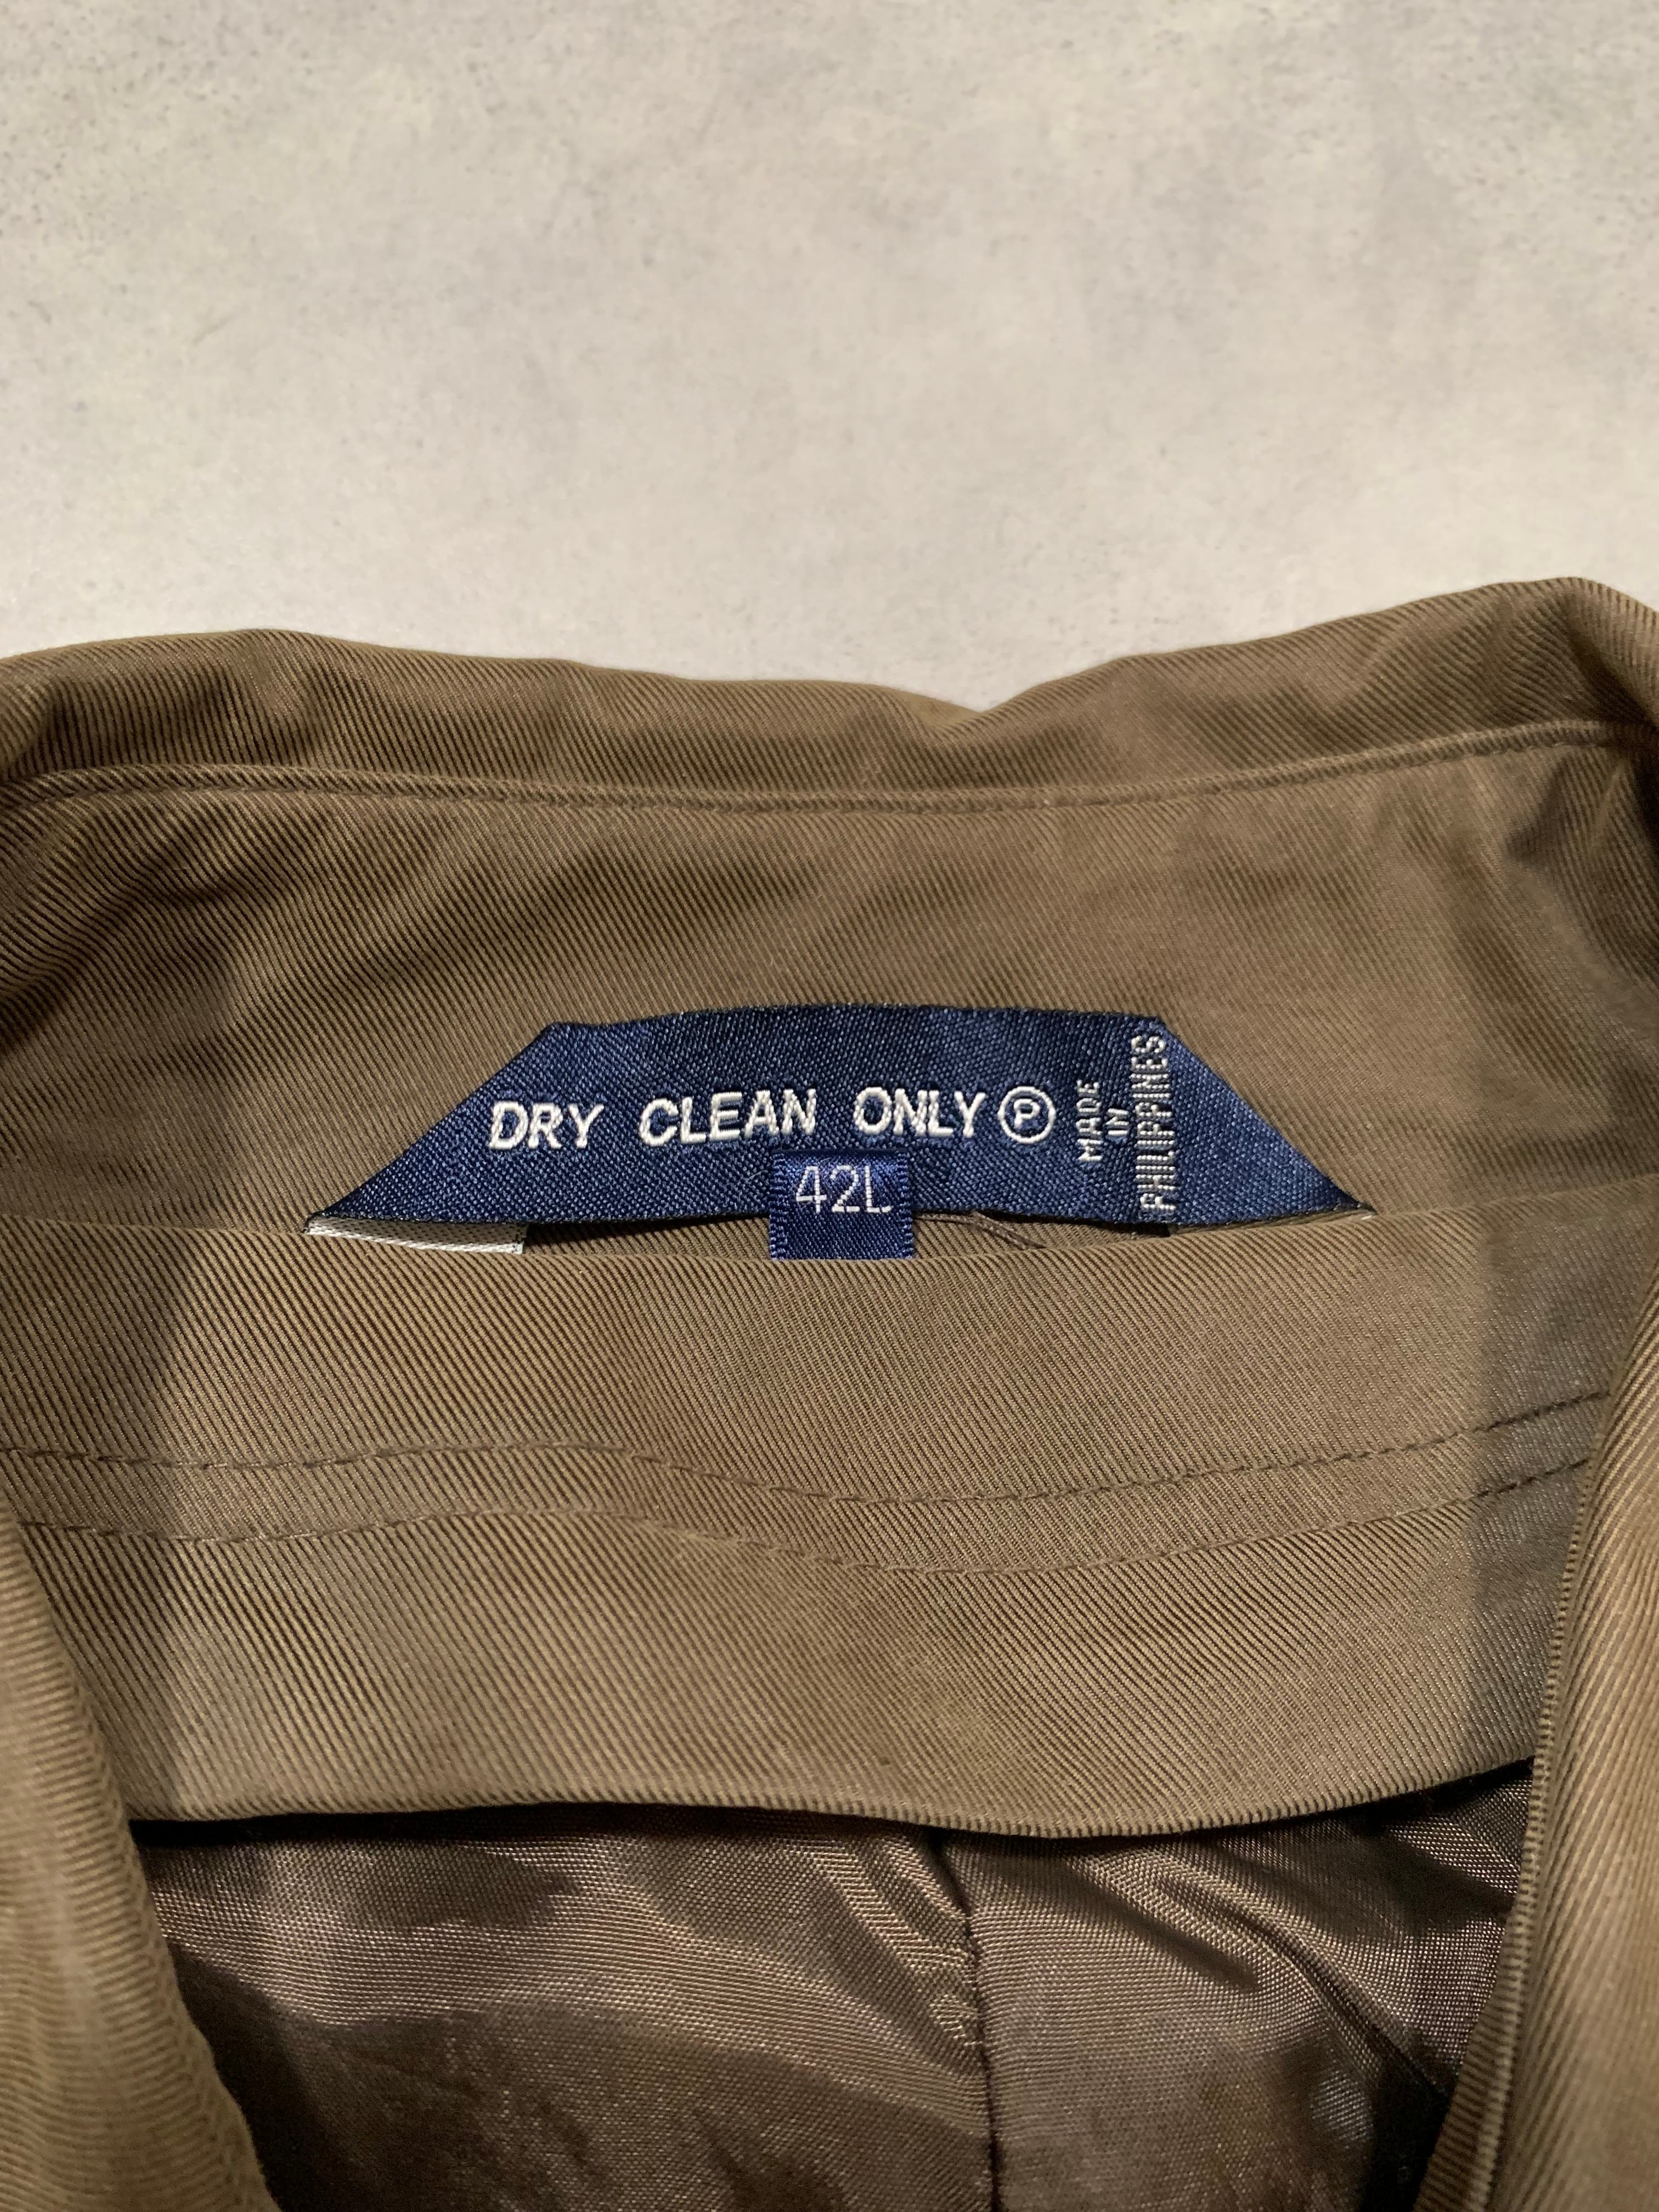 DRY CLEAN ONLY Ⓟ
MADE
IN
PHILIPPINES
42L